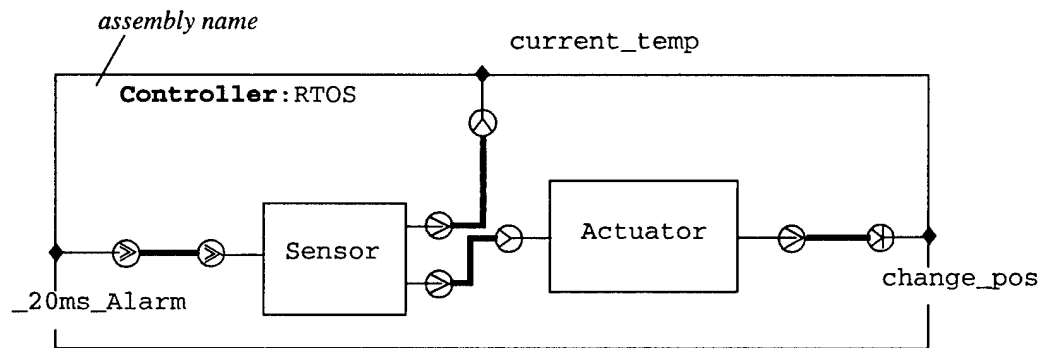 assembly name
current_temp
Controller:RTOS
Sensor
Actuator
_20ms_Alarm
change_pos